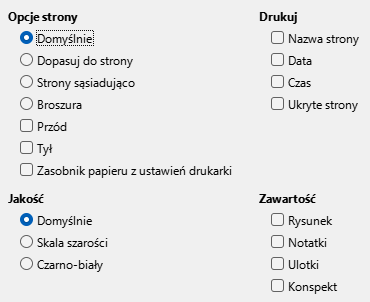 Opcje strony
Domyślnie
Dopasuj do strony
Strony sąsiadująco
Broszura
Przód
Tył
Zasobnik papieru z ustawień drukarki
Drukuj
Nazwa strony
Data
Czas
Ukryte strony
Jakość
Domyślnie
Skala szarości
Czarno-biały
Zawartość
Rysunek
Notatki
Ulotki
Konspekt